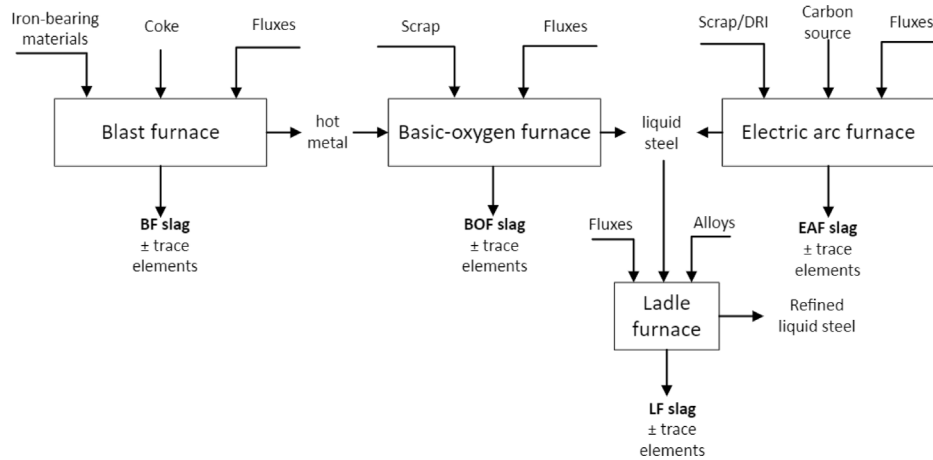 Iron-bearing
materials
Coke
Fluxes
Scrap
Fluxes
Scrap/DRI
Carbon
source
Fluxes
Blast furnace
hot
metal
Basic-oxygen furnace
liquid
steel
Electric arc furnace
BF slag
± trace
elements
BOF slag
± trace
elements
EAF slag
± trace
elements
Fluxes
Alloys
Ladle
furnace
Refined
liquid steel
LF slag
± trace
elements